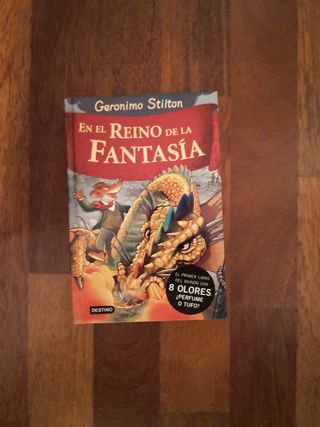 Geronimo Stilton
EN EL REINO DE LA
FANTASÍA
EL PRIMER LIBRO
DEL MUNDO CON
8 OLORES
¿PERFUME
O TUFO?
DESTINO